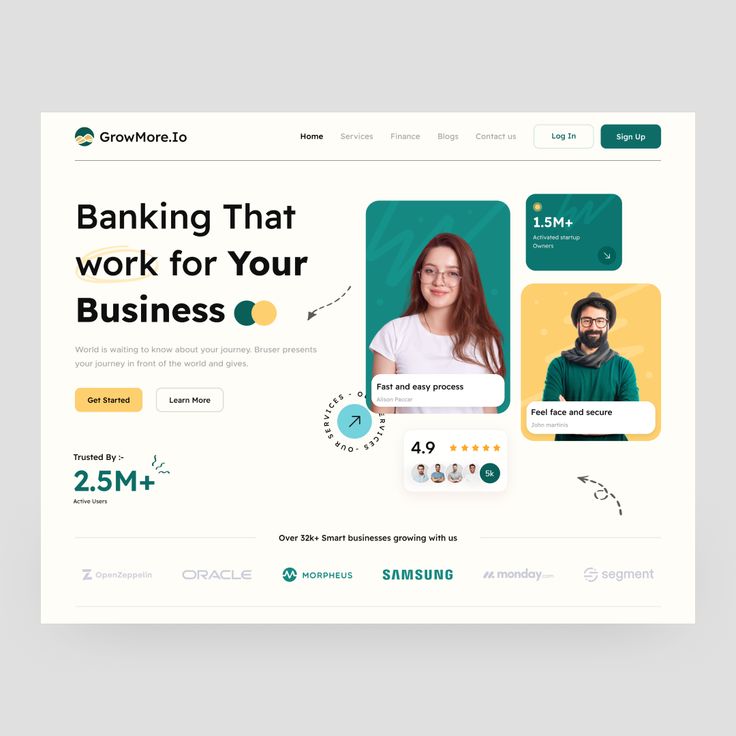 GrowMore.Io
Home Services Finance Blogs Contact us Log In Sign Up
Banking That
work for Your
Business
World is waiting to know about your journey. Bruser presents
your journey in front of the world and gives.
Get Started Learn More
Trusted By :-
2.5M+
Active Users
Fast and easy process
Alison Paccar
1.5M+
Activated startup
Owners
Feel face and secure
John martinis
OUR SERVICES - OUR SERVICES -
4.9
5k
Over 32k+ Smart businesses growing with us
OpenZeppelin ORACLE MORPHEUS SAMSUNG monday.com segment